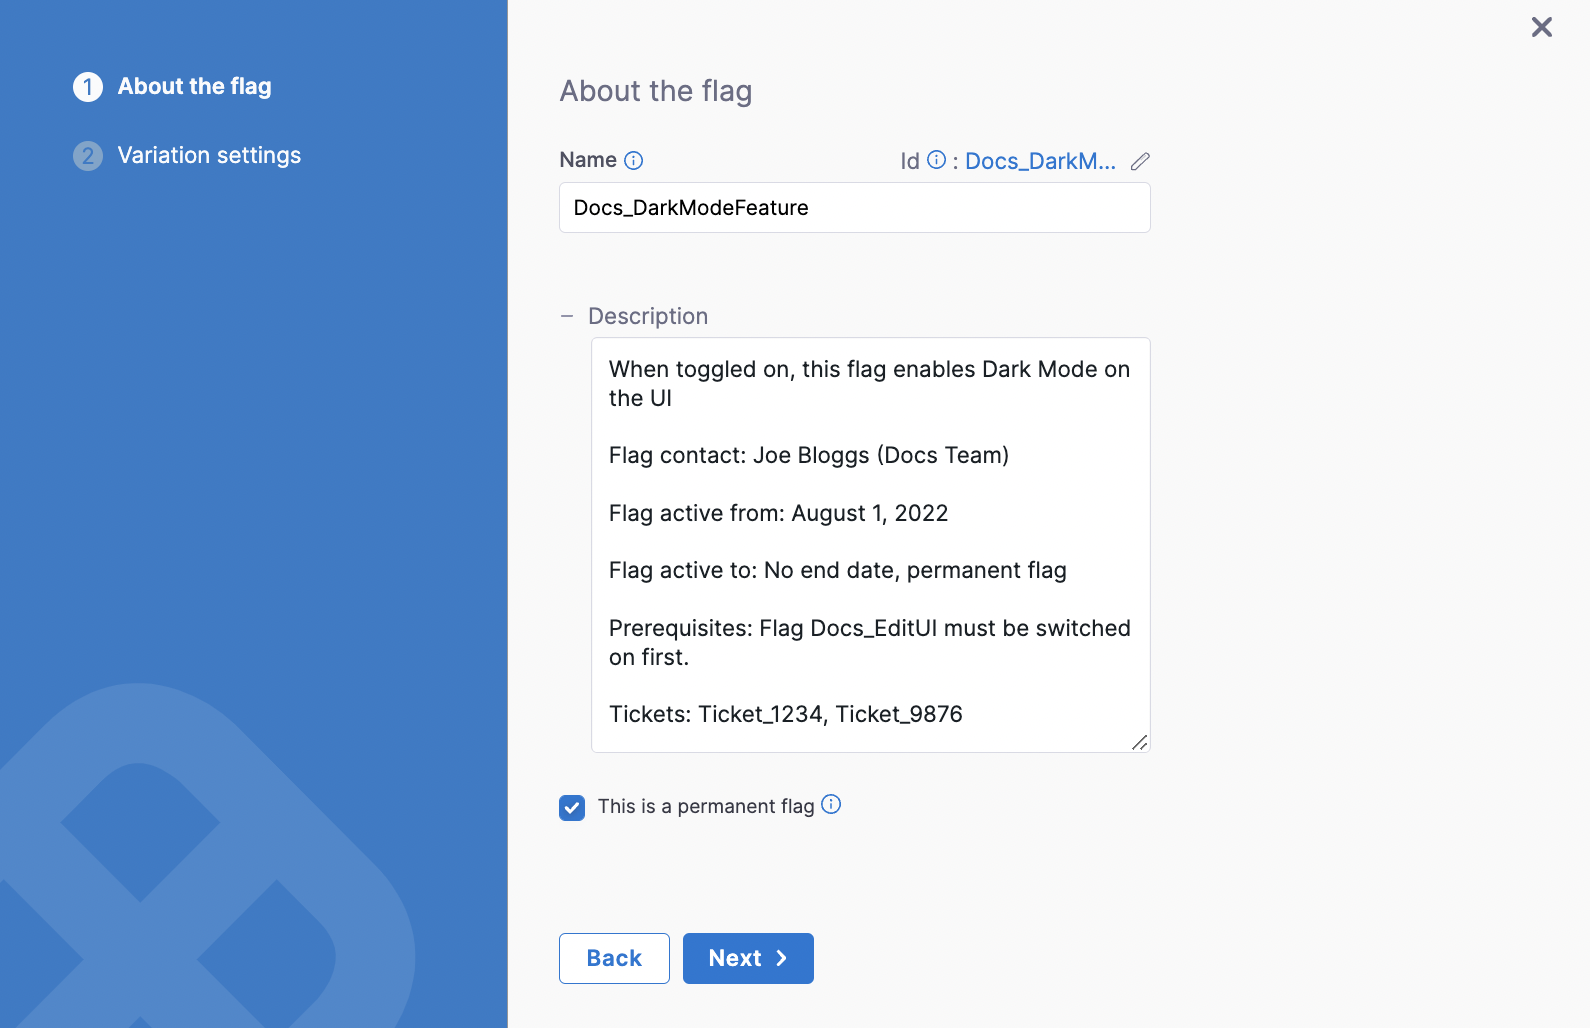 1 About the flag
2 Variation settings
About the flag
Name
Id : Docs_DarkM...
Docs_DarkModeFeature
Description
When toggled on, this flag enables Dark Mode on
the UI
Flag contact: Joe Bloggs (Docs Team)
Flag active from: August 1, 2022
Flag active to: No end date, permanent flag
Prerequisites: Flag Docs_EditUI must be switched
on first.
Tickets: Ticket_1234, Ticket_9876
This is a permanent flag
Back
Next